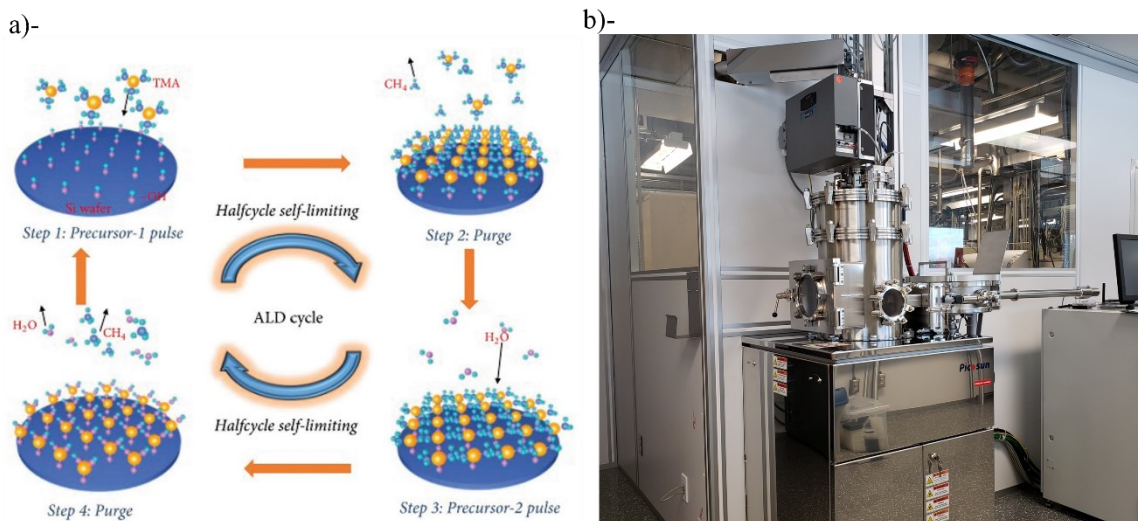 a)-
b)-
TMA
-OH
Si wafer
Step 1: Precursor-1 pulse
CH4
Step 2: Purge
Halfcycle self-limiting
ALD cycle
Halfcycle self-limiting
H2O
CH4
Step 4: Purge
H2O
Step 3: Precursor-2 pulse
Picosun